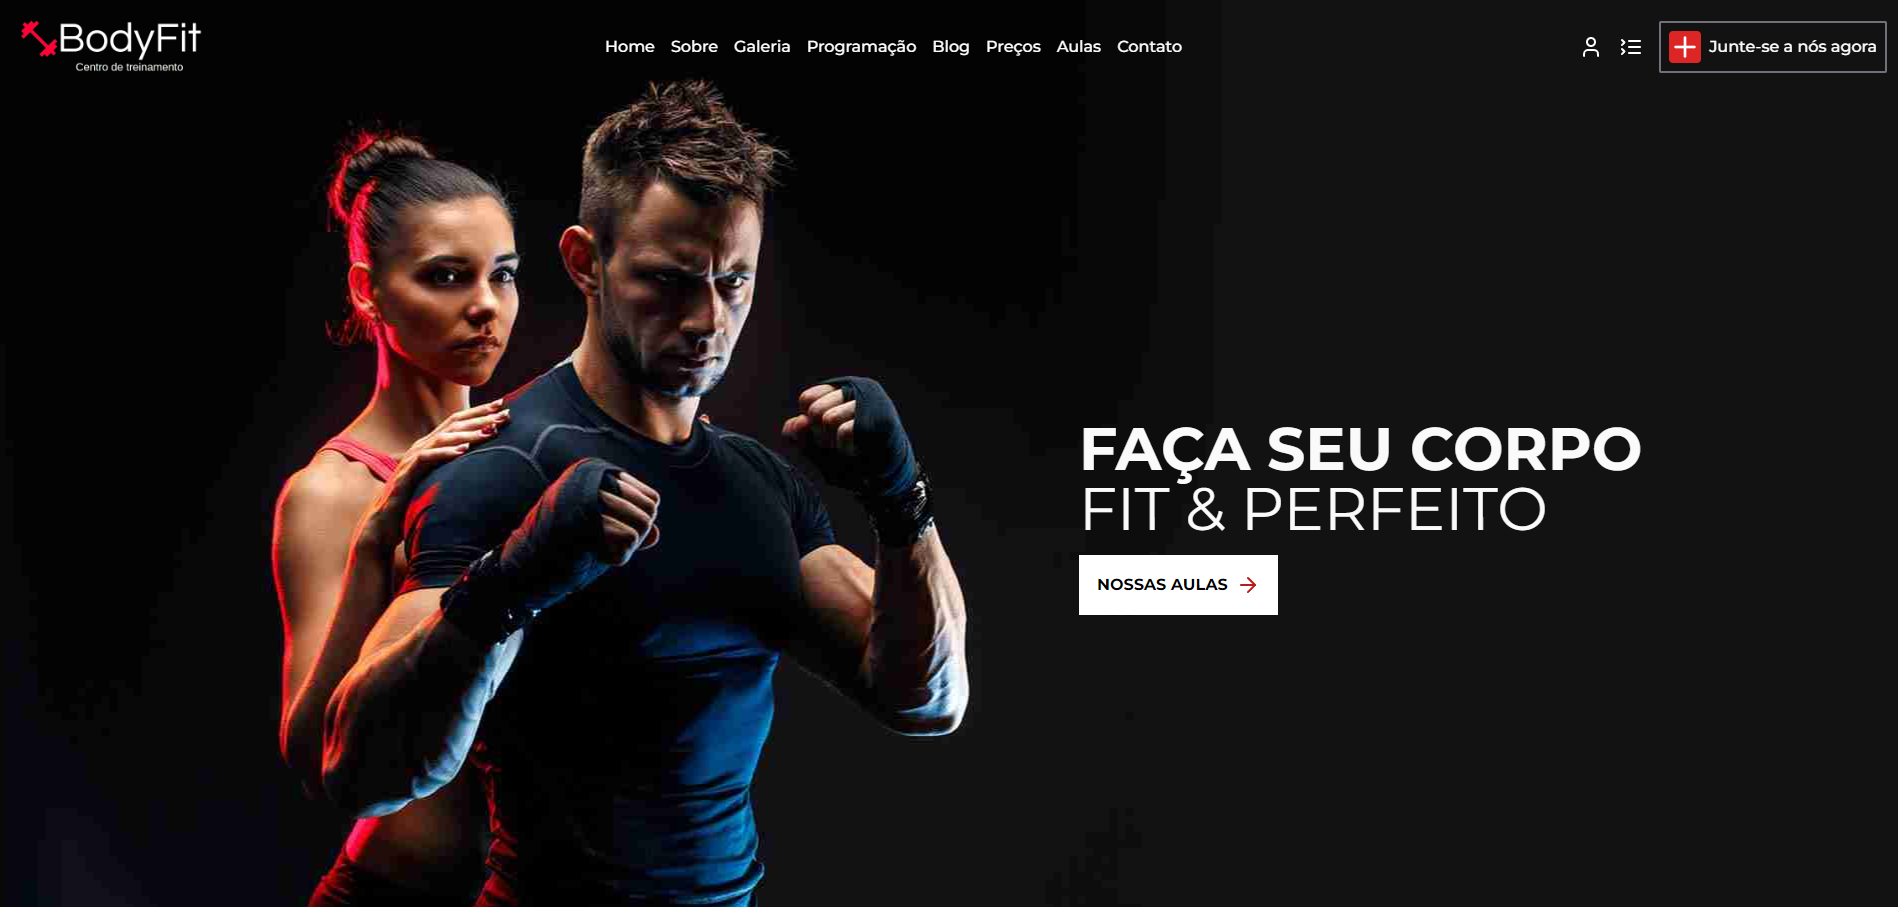 BodyFit
Centro de treinamento
Home Sobre Galeria Programação Blog Preços Aulas Contato
Junte-se a nós agora
FAÇA SEU CORPO
FIT & PERFEITO
NOSSAS AULAS